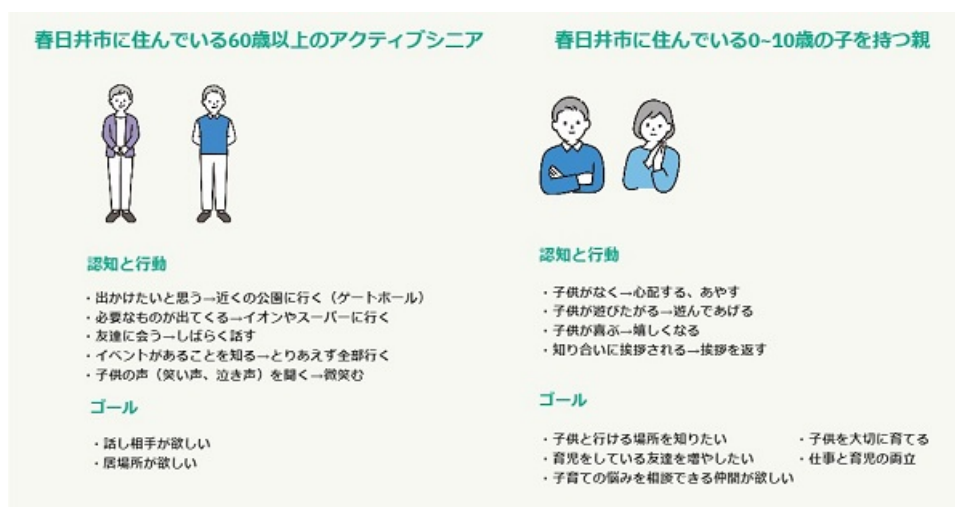 春日井市に住んでいる60歳以上のアクティブシニア
認知と行動
・出かけたいと思う→近くの公園に行く（ゲートボール）
・必要なものが出てくる→イオンやスーパーに行く
・友達に会う→しばらく話す
・イベントがあることを知る→とりあえず全部行く
・子供の声（笑い声、泣き声）を聞く→微笑む
ゴール
・話し相手が欲しい
・居場所が欲しい
春日井市に住んでいる0~10歳の子を持つ親
認知と行動
・子供がなく→心配する、あやす
・子供が遊びたがる→遊んであげる
・子供が喜ぶ→嬉しくなる
・知り合いに挨拶される→挨拶を返す
ゴール
・子供と行ける場所を知りたい
・育児をしている友達を増やしたい
・子育ての悩みを相談できる仲間が欲しい
・子供を大切に育てる
・仕事と育児の両立